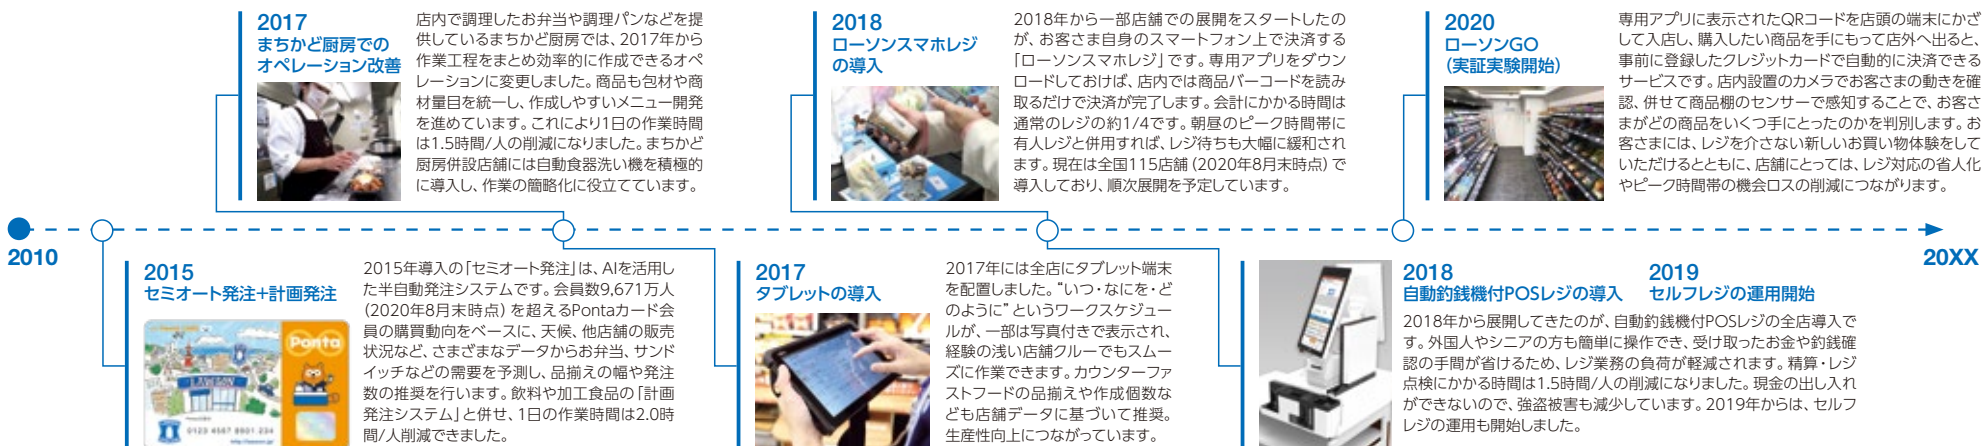 2017
まちかど厨房での
オペレーション改善
店内で調理したお弁当や調理パンなどを提
供しているまちかど厨房では、2017年から
作業工程をまとめ効率的に作成できるオペ
レーションに変更しました。商品も包材や商
材量目を統一し、作成しやすいメニュー開発
を進めています。これにより1日の作業時間
は1.5時間/人の削減になりました。まちかど
厨房併設店舗には自動食器洗い機を積極的
に導入し、作業の簡略化に役立てています。
2018
ローソンスマホレジ
の導入
2018年から一部店舗での展開をスタートしたの
が、お客さま自身のスマートフォン上で決済する
「ローソンスマホレジ」です。専用アプリをダウン
ロードしておけば、店内では商品バーコードを読み
取るだけで決済が完了します。会計にかかる時間は
通常のレジの約1/4です。朝昼のピーク時間帯に
有人レジと併用すれば、レジ待ちも大幅に緩和され
ます。現在は全国115店舗(2020年8月末時点)で
導入しており、順次展開を予定しています。
2020
ローソンGO
(実証実験開始)
専用アプリに表示されたQRコードを店頭の端末にかざ
して入店し、購入したい商品を手にもって店外へ出ると、
事前に登録したクレジットカードで自動的に決済できる
サービスです。店内設置のカメラでお客さまの動きを確
認、併せて商品棚のセンサーで感知することで、お客さ
まがどの商品をいくつ手にとったのかを判別します。お
客さまには、レジを介さない新しいお買い物体験をして
いただけるとともに、店舗にとっては、レジ対応の省人化
やピーク時間帯の機会ロスの削減につながります。
2010
20XX
2015
セミオート発注+計画発注
Ponta
LAWSON
0123 4567 8901 234
2015年導入の「セミオート発注」は、AIを活用し
た半自動発注システムです。会員数9,671万人
(2020年8月末時点)を超えるPontaカード会
員の購買動向をベースに、天候、他店舗の販売
状況など、さまざまなデータからお弁当、サンド
イッチなどの需要を予測し、品揃えの幅や発注
数の推奨を行います。飲料や加工食品の「計画
発注システム」と併せ、1日の作業時間は2.0時
間/人削減できました。
2017
タブレットの導入
2017年には全店にタブレット端末
を配置しました。“いつ・なにを・ど
のように”というワークスケジュー
ルが、一部は写真付きで表示され、
経験の浅い店舗クルーでもスムー
ズに作業できます。カウンターファ
ストフードの品揃えや作成個数な
ども店舗データに基づいて推奨。
生産性向上につながっています。
2018
自動釣銭機付POSレジの導入
2019
セルフレジの運用開始
2018年から展開してきたのが、自動釣銭機付POSレジの全店導入で
す。外国人やシニアの方も簡単に操作でき、受け取ったお金や釣銭確
認の手間が省けるため、レジ業務の負荷が軽減されます。精算・レジ
点検にかかる時間は1.5時間/人の削減になりました。現金の出し入れ
ができないので、強盗被害も減少しています。2019年からは、セルフ
レジの運用も開始しました。